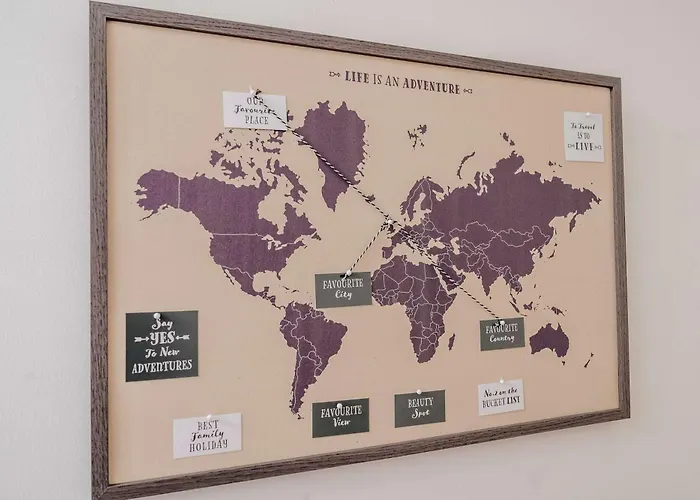 LIFE IS AN ADVENTURE
OUR
Favourite
PLACE
To Travel
IS TO
LIVE
FAVOURITE
City
Say
YES
To New
ADVENTURES
FAVOURITE
Country
BEST
Family
HOLIDAY
FAVOURITE
View
BEAUTY
Spot
No.1 on the
BUCKET LIST